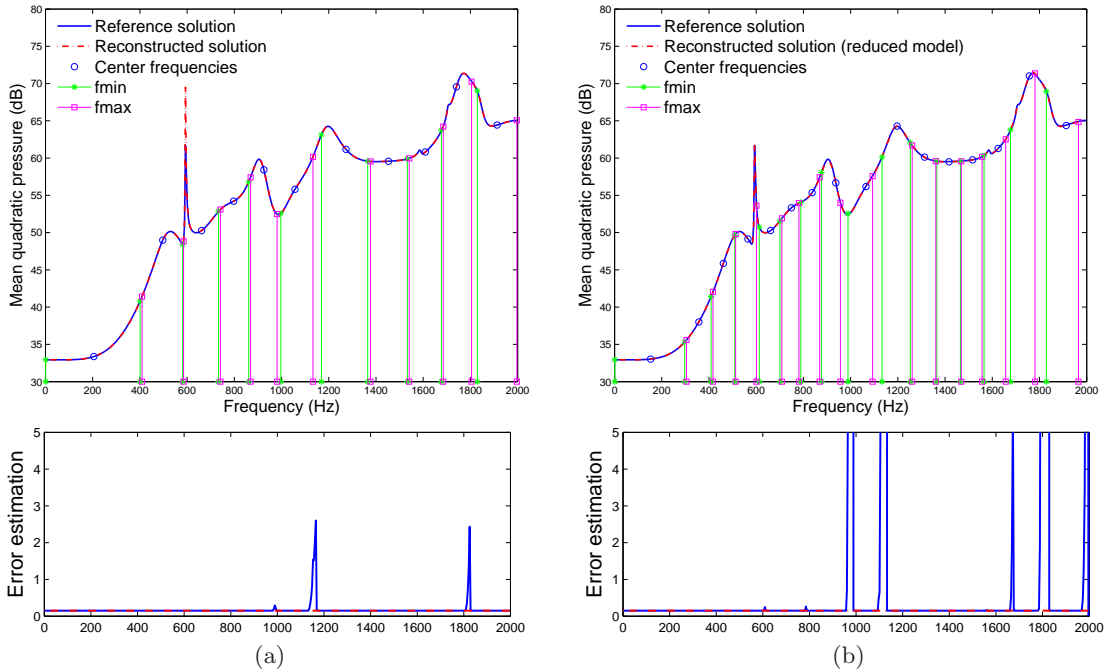 80
75
70
65
60
55
50
45
40
35
30
Mean quadratic pressure (dB)
Reference solution
Reconstructed solution
Center frequencies
fmin
fmax
0 200 400 600 800 1000 1200 1400 1600 1800 2000
Frequency (Hz)
5
4
3
2
1
0
Error estimation
0 200 400 600 800 1000 1200 1400 1600 1800 2000
(a)
80
75
70
65
60
55
50
45
40
35
30
Mean quadratic pressure (dB)
Reference solution
Reconstructed solution (reduced model)
Center frequencies
fmin
fmax
0 200 400 600 800 1000 1200 1400 1600 1800 2000
Frequency (Hz)
5
4
3
2
1
0
Error estimation
0 200 400 600 800 1000 1200 1400 1600 1800 2000
(b)